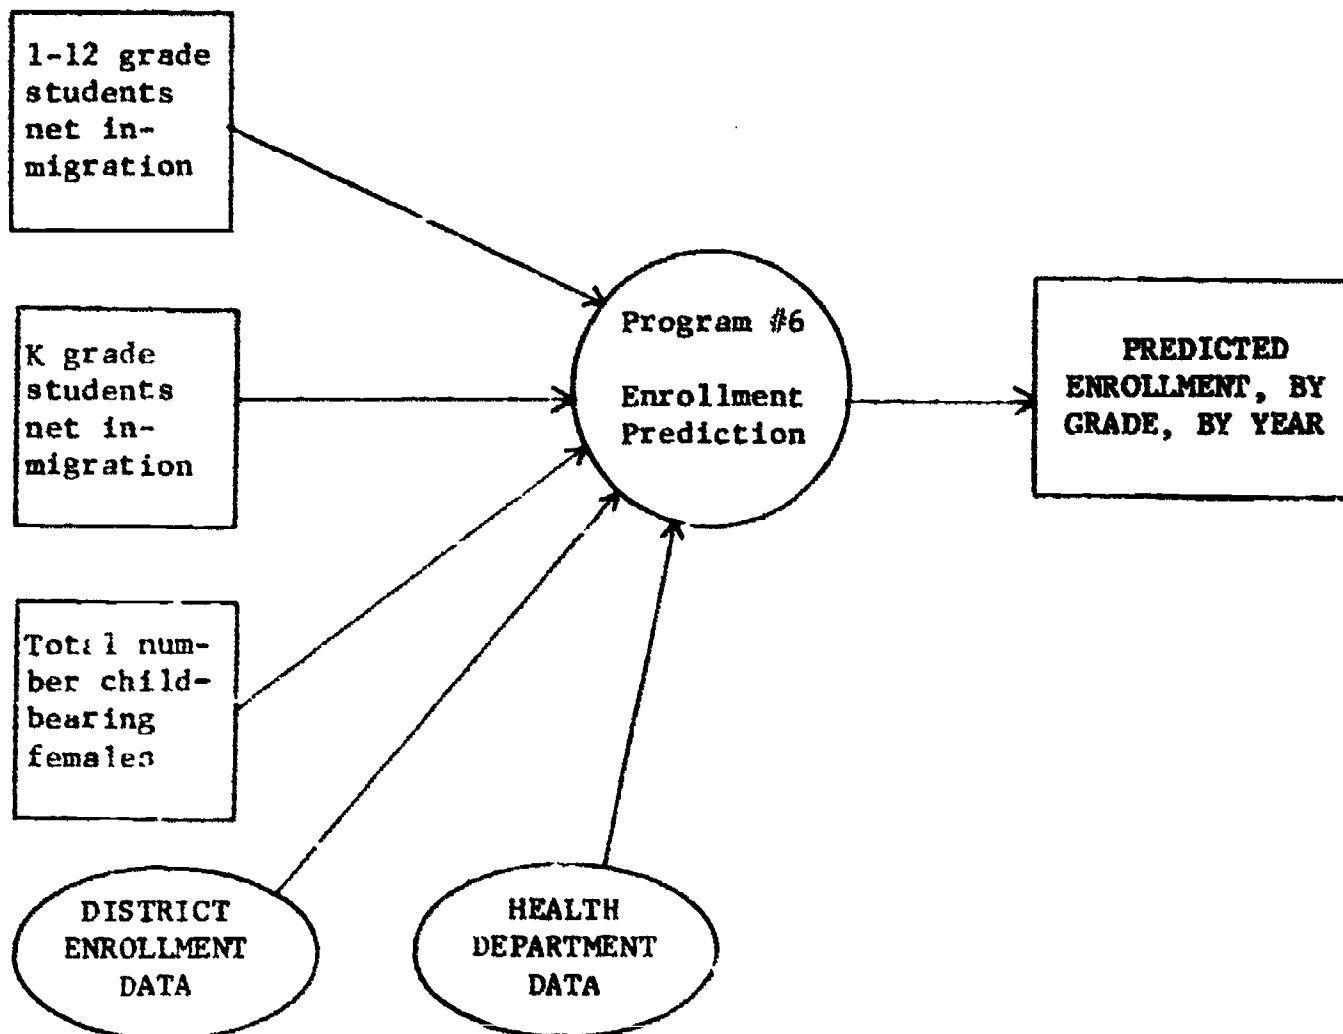 1-12 grade
students
net in-
migration
K grade
students
net in-
migration
Total num-
ber child-
bearing
females
DISTRICT
ENROLLMENT
DATA
HEALTH
DEPARTMENT
DATA
Program #6
Enrollment
Prediction
PREDICTED
ENROLLMENT, BY
GRADE, BY YEAR